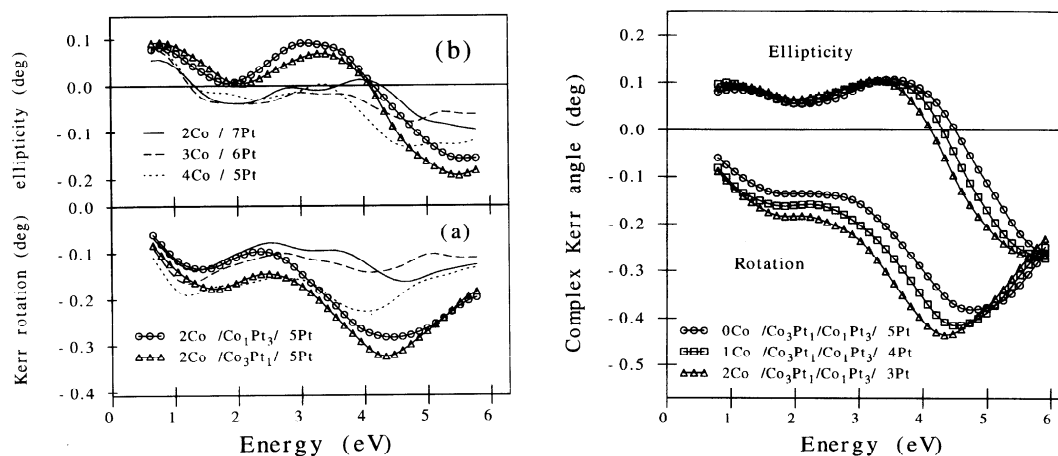 Kerr rotation (deg) ellipticity (deg)
0.1
0.0
- 0.1
- 0.2
(b)
2Co / 7Pt
3Co / 6Pt
4Co / 5Pt
0.0
- 0.1
- 0.2
- 0.3
- 0.4
(a)
2Co /Co₁Pt₃/ 5Pt
2Co /Co₃Pt₁/ 5Pt
0 1 2 3 4 5 6
Energy (eV)
Complex Kerr angle (deg)
0.2
0.1
0.0
-0.1
-0.2
-0.3
-0.4
-0.5
Ellipticity
Rotation
0Co /Co₃Pt₁/Co₁Pt₃/ 5Pt
1Co /Co₃Pt₁/Co₁Pt₃/ 4Pt
2Co /Co₃Pt₁/Co₁Pt₃/ 3Pt
0 1 2 3 4 5 6
Energy (eV)